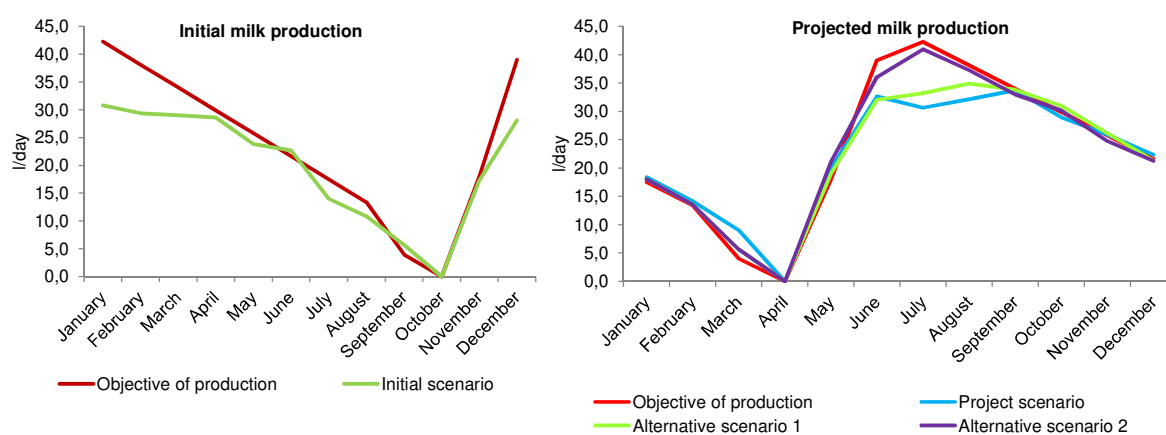 Initial milk production
45,0
40,0
35,0
30,0
25,0
20,0
15,0
10,0
5,0
0,0
l/day
January
February
March
April
May
June
July
August
September
October
November
December
Objective of production
Initial scenario
Projected milk production
45,0
40,0
35,0
30,0
25,0
20,0
15,0
10,0
5,0
0,0
l/day
January
February
March
April
May
June
July
August
September
October
November
December
Objective of production
Project scenario
Alternative scenario 1
Alternative scenario 2